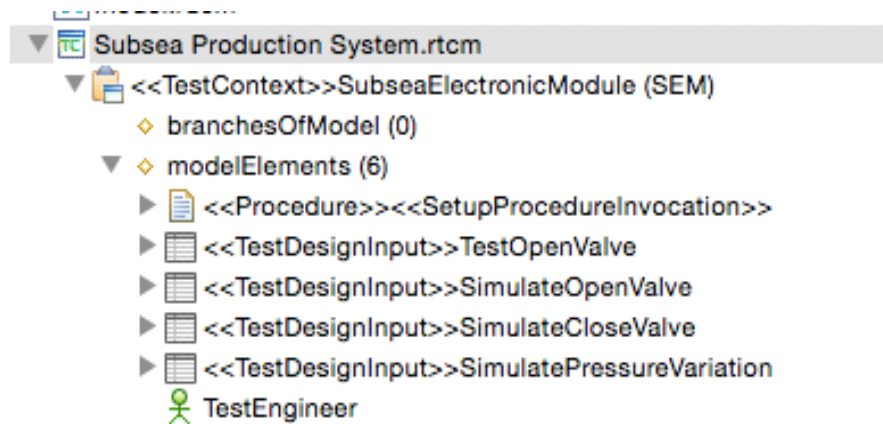 Subsea Production System.rtcm
<<TestContext>>SubseaElectronicModule (SEM)
branchesOfModel (0)
modelElements (6)
<<Procedure>><<SetupProcedureInvocation>>
<<TestDesignInput>>TestOpenValve
<<TestDesignInput>>SimulateOpenValve
<<TestDesignInput>>SimulateCloseValve
<<TestDesignInput>>SimulatePressureVariation
TestEngineer